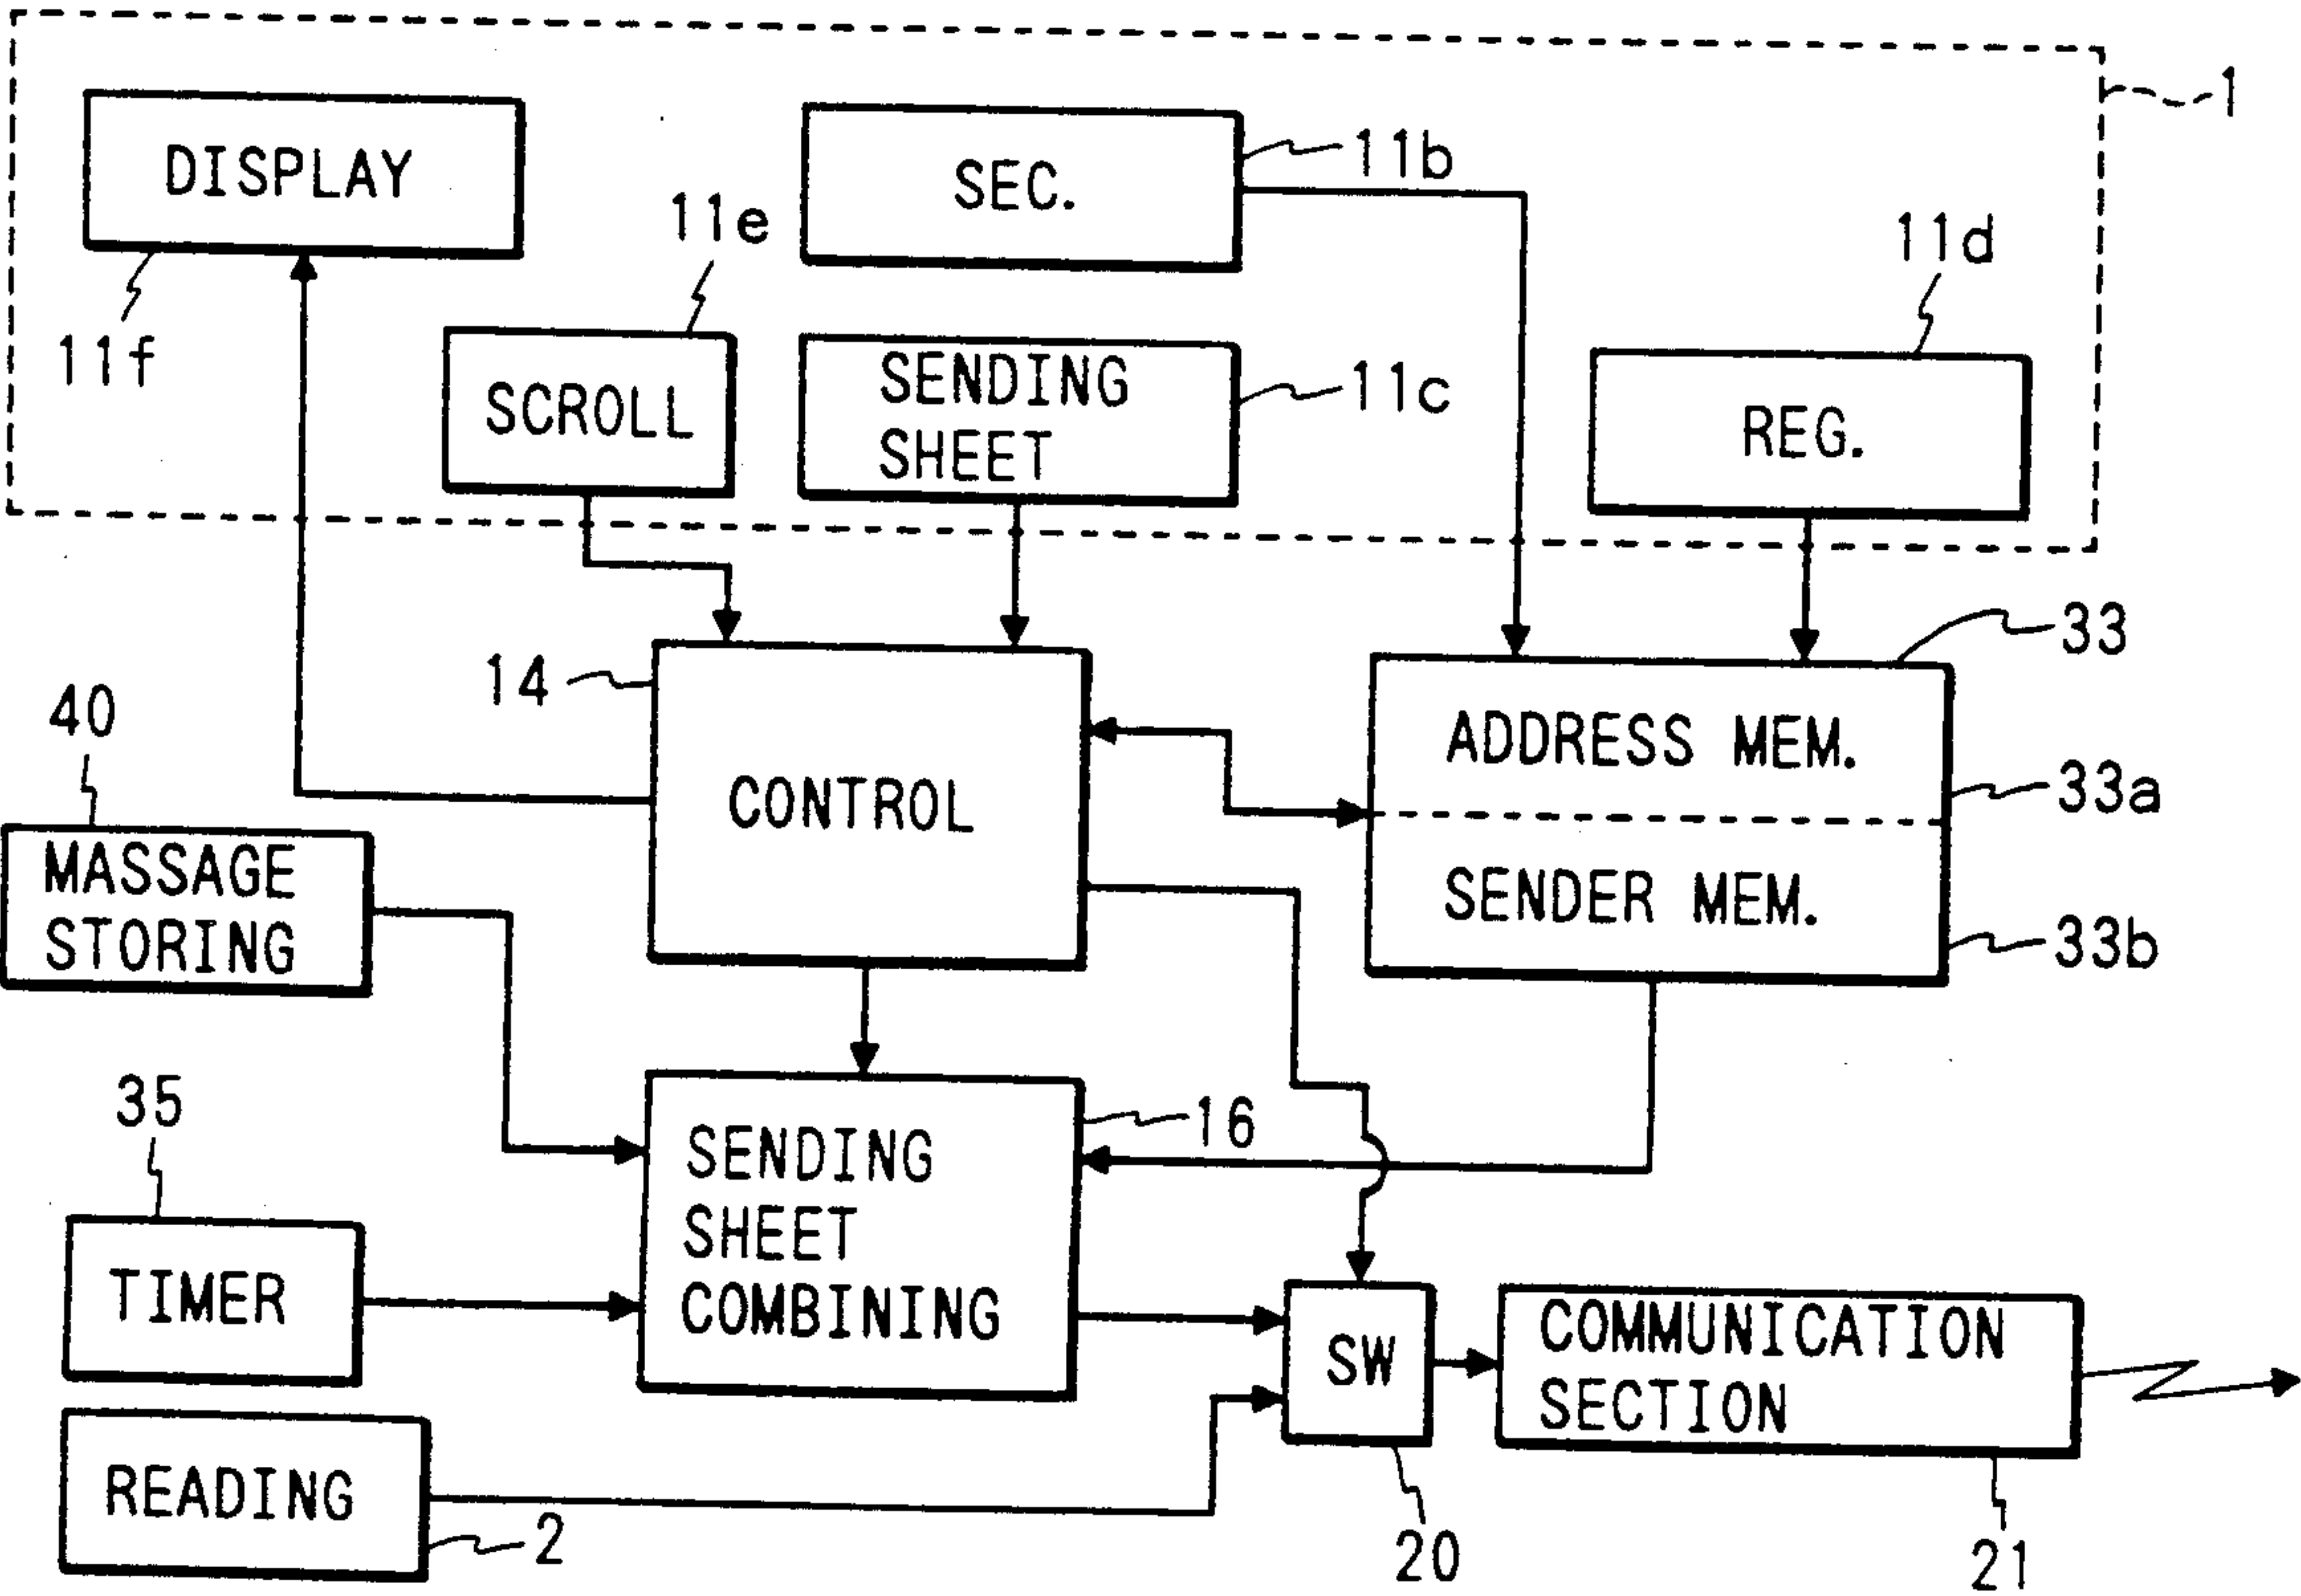 1
DISPLAY
SEC.
11b
11e
11d
11f
SCROLL
SENDING
SHEET
11c
REG.
33
14
40
ADDRESS MEM.
33a
CONTROL
MASSAGE
STORING
SENDER MEM.
33b
35
16
SENDING
SHEET
COMBINING
TIMER
SW
COMMUNICATION
SECTION
READING
2
20
21